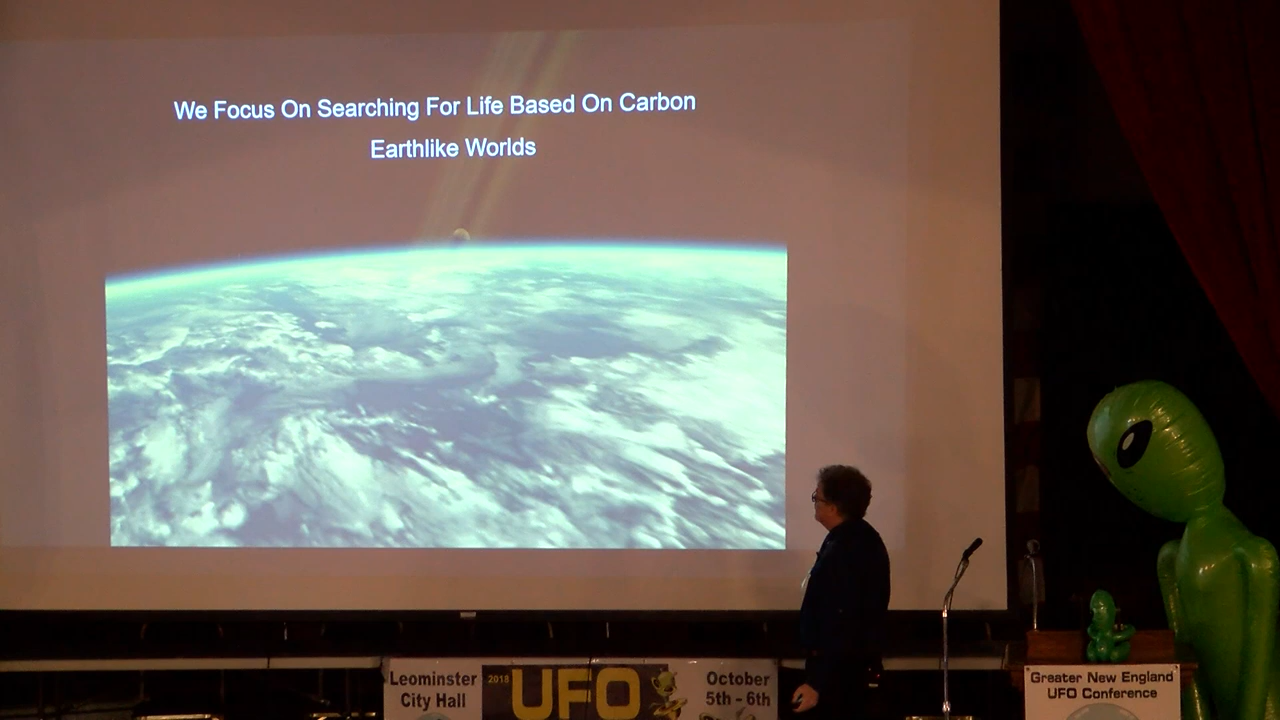 We Focus On Searching For Life Based On Carbon
Earthlike Worlds
Leominster
City Hall
2018
UFO
October
5th - 6th
Greater New England
UFO Conference